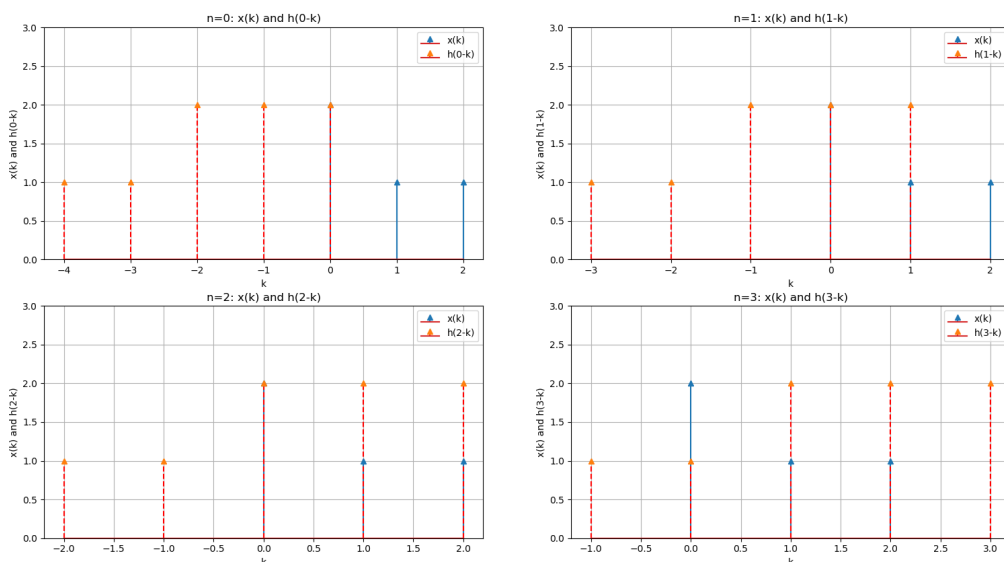 n=0: x(k) and h(0-k)
x(k) and h(0-k)
3.0
2.5
2.0
1.5
1.0
0.5
0.0
x(k)
h(0-k)
−4
−3
−2
−1
0
1
2
k
n=1: x(k) and h(1-k)
x(k) and h(1-k)
3.0
2.5
2.0
1.5
1.0
0.5
0.0
x(k)
h(1-k)
−3
−2
−1
0
1
2
k
n=2: x(k) and h(2-k)
x(k) and h(2-k)
3.0
2.5
2.0
1.5
1.0
0.5
0.0
x(k)
h(2-k)
−2.0
−1.5
−1.0
−0.5
0.0
0.5
1.0
1.5
2.0
k
n=3: x(k) and h(3-k)
x(k) and h(3-k)
3.0
2.5
2.0
1.5
1.0
0.5
0.0
x(k)
h(3-k)
−1.0
−0.5
0.0
0.5
1.0
1.5
2.0
2.5
3.0
k